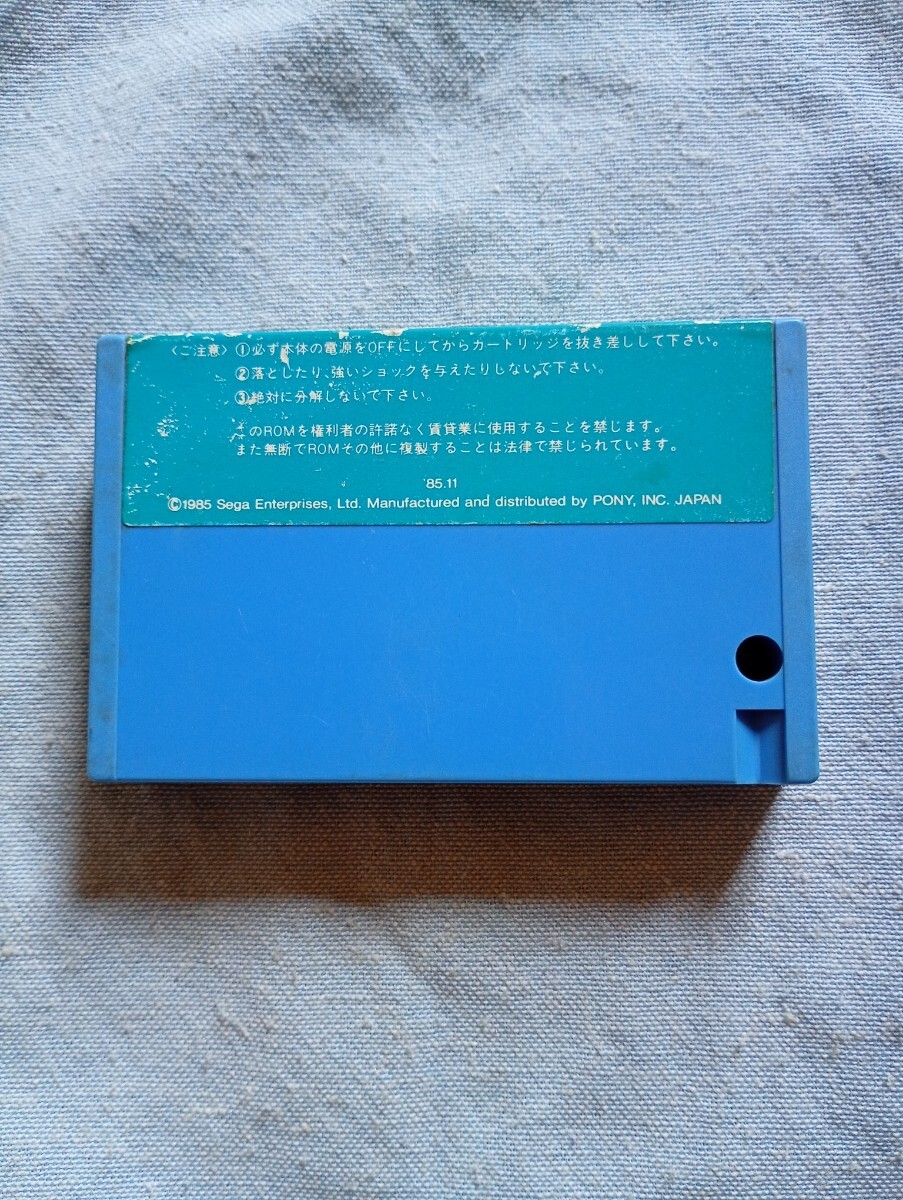 〈ご注意〉①必ず本体の電源をOFFにしてからカートリッジを抜き差しして下さい。
②落としたり、強いショックを与えたりしないで下さい。
③絶対に分解しないで下さい。
このROMを権利者の許諾なく賃貸業に使用することを禁じます。
また無断でROMその他に複製することは法律で禁じられています。
'85.11
©1985 Sega Enterprises, Ltd. Manufactured and distributed by PONY, INC. JAPAN